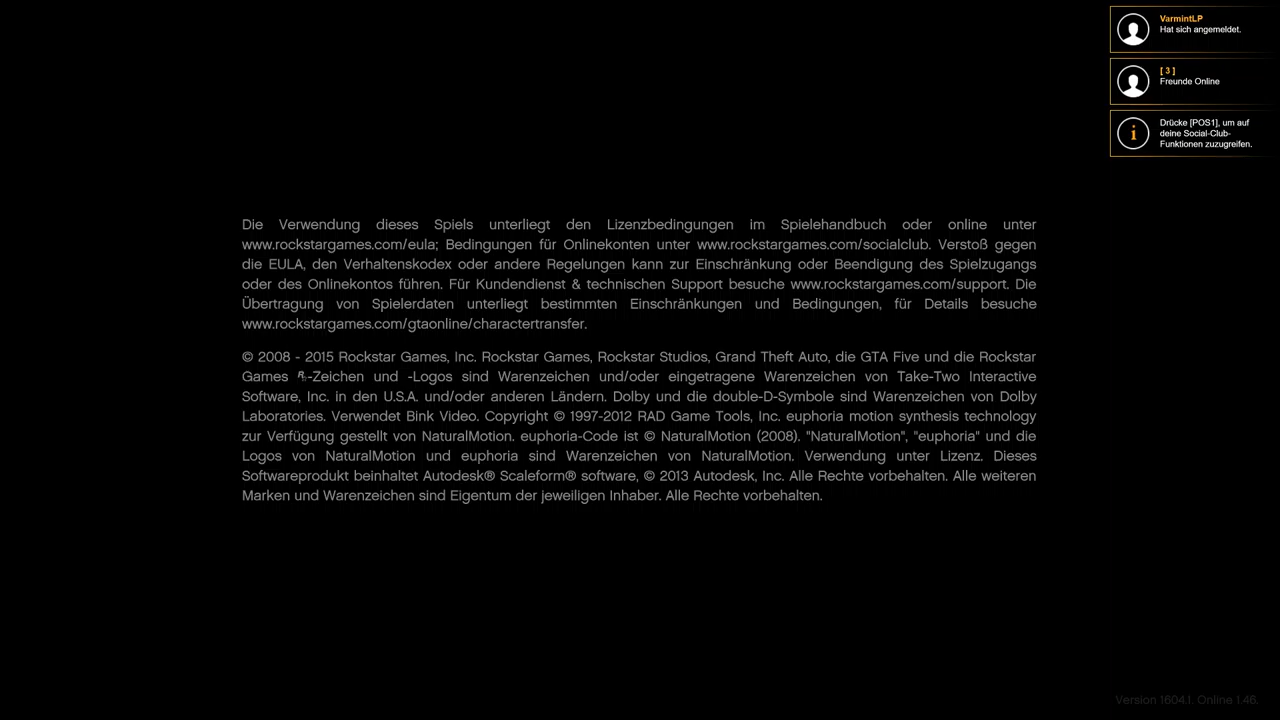 VarmintLP
Hat sich angemeldet.
[ 3 ]
Freunde Online
Drücke [POS1], um auf
deine Social-Club-
Funktionen zuzugreifen.
Die Verwendung dieses Spiels unterliegt den Lizenzbedingungen im Spielehandbuch oder online unter
www.rockstargames.com/eula; Bedingungen für Onlinekonten unter www.rockstargames.com/socialclub. Verstoß gegen
die EULA, den Verhaltenskodex oder andere Regelungen kann zur Einschränkung oder Beendigung des Spielzugangs
oder des Onlinekontos führen. Für Kundendienst & technischen Support besuche www.rockstargames.com/support. Die
Übertragung von Spielerdaten unterliegt bestimmten Einschränkungen und Bedingungen, für Details besuche
www.rockstargames.com/gtaonline/charactertransfer.
© 2008 - 2015 Rockstar Games, Inc. Rockstar Games, Rockstar Studios, Grand Theft Auto, die GTA Five und die Rockstar
Games R-Zeichen und -Logos sind Warenzeichen und/oder eingetragene Warenzeichen von Take-Two Interactive
Software, Inc. in den U.S.A. und/oder anderen Ländern. Dolby und die double-D-Symbole sind Warenzeichen von Dolby
Laboratories. Verwendet Bink Video. Copyright © 1997-2012 RAD Game Tools, Inc. euphoria motion synthesis technology
zur Verfügung gestellt von NaturalMotion. euphoria-Code ist © NaturalMotion (2008). "NaturalMotion", "euphoria" und die
Logos von NaturalMotion und euphoria sind Warenzeichen von NaturalMotion. Verwendung unter Lizenz. Dieses
Softwareprodukt beinhaltet Autodesk® Scaleform® software, © 2013 Autodesk, Inc. Alle Rechte vorbehalten. Alle weiteren
Marken und Warenzeichen sind Eigentum der jeweiligen Inhaber. Alle Rechte vorbehalten.
Version 1604.1. Online 1.46.